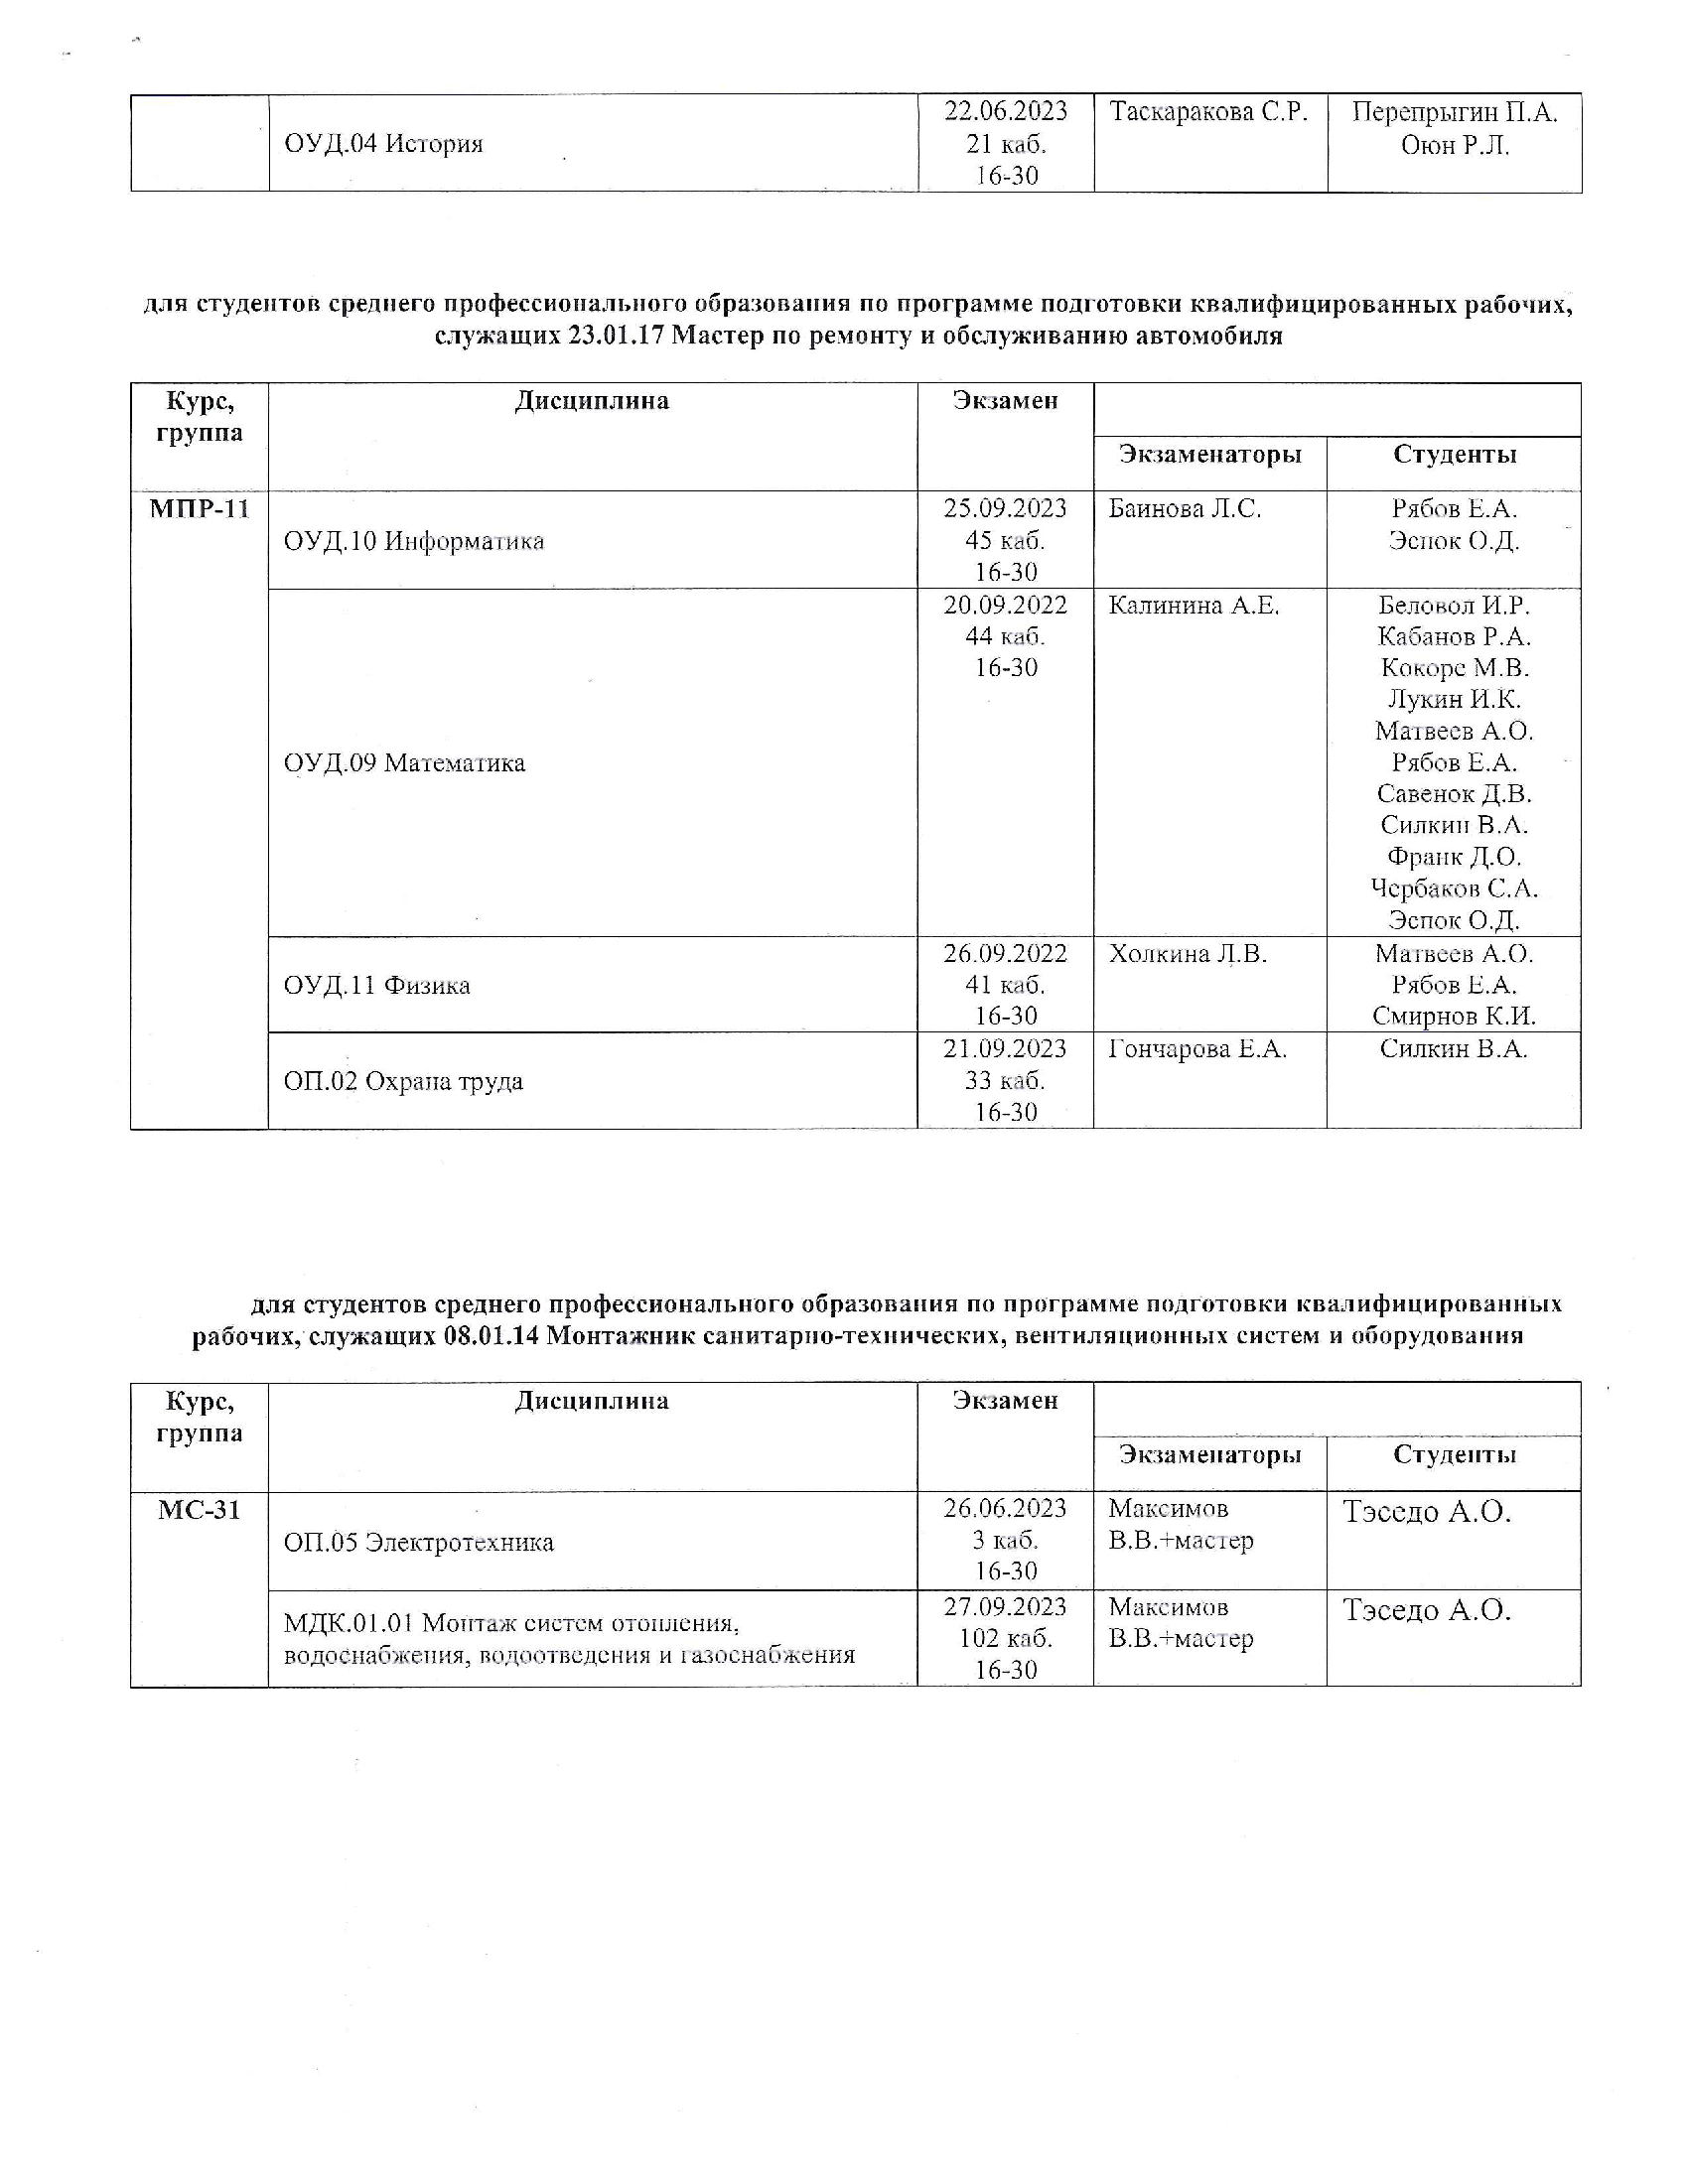 ОУД.04 История
22.06.2023
21 каб.
16-30
Таскаракова С.Р.
Перепрыгин П.А.
Оюн Р.Л.
для студентов среднего профессионального образования по программе подготовки квалифицированных рабочих,
служащих 23.01.17 Мастер по ремонту и обслуживанию автомобиля
Курс,
группа
Дисциплина
Экзамен
Экзаменаторы
Студенты
МПР-11
ОУД.10 Информатика
25.09.2023
45 каб.
16-30
Баинова Л.С.
Рябов Е.А.
Эспок О.Д.
ОУД.09 Математика
20.09.2022
44 каб.
16-30
Калинина А.Е.
Беловол И.Р.
Кабанов Р.А.
Кокоре М.В.
Лукин И.К.
Матвеев А.О.
Рябов Е.А.
Савенок Д.В.
Силкин В.А.
Франк Д.О.
Чербаков С.А.
Эспок О.Д.
ОУД.11 Физика
26.09.2022
41 каб.
16-30
Холкина Л.В.
Матвеев А.О.
Рябов Е.А.
Смирнов К.И.
ОП.02 Охрана труда
21.09.2023
33 каб.
16-30
Гончарова Е.А.
Силкин В.А.
для студентов среднего профессионального образования по программе подготовки квалифицированных
рабочих, служащих 08.01.14 Монтажник санитарно-технических, вентиляционных систем и оборудования
Курс,
группа
Дисциплина
Экзамен
Экзаменаторы
Студенты
МС-31
ОП.05 Электротехника
26.06.2023
3 каб.
16-30
Максимов
В.В.+мастер
Тэседо А.О.
МДК.01.01 Монтаж систем отопления,
водоснабжения, водоотведения и газоснабжения
27.09.2023
102 каб.
16-30
Максимов
В.В.+мастер
Тэседо А.О.